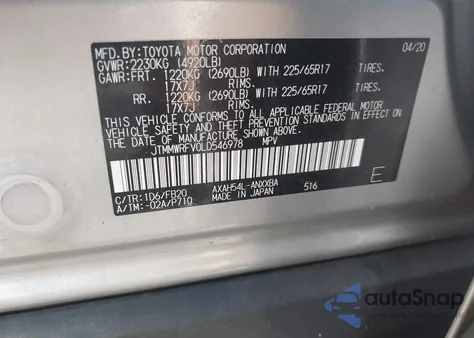 MFD.BY:TOYOTA MOTOR CORPORATION 04/20
GVWR:2230KG (4920LB)
GAWR:FRT. 1220KG (2690LB) WITH 225/65R17 TIRES.
17X7J RIMS.
RR. 1220KG (2690LB) WITH 225/65R17 TIRES.
17X7J RIMS.
THIS VEHICLE CONFORMS TO ALL APPLICABLE FEDERAL MOTOR
VEHICLE SAFETY AND THEFT PREVENTION STANDARDS IN EFFECT ON
THE DATE OF MANUFACTURE SHOWN ABOVE.
JTMMWRFV0LD546978 MPV
C/TR:1D6/FB20 AXAH54L-ANXXBA 516 E
A/TM:-02A/P710 MADE IN JAPAN
autoSnap